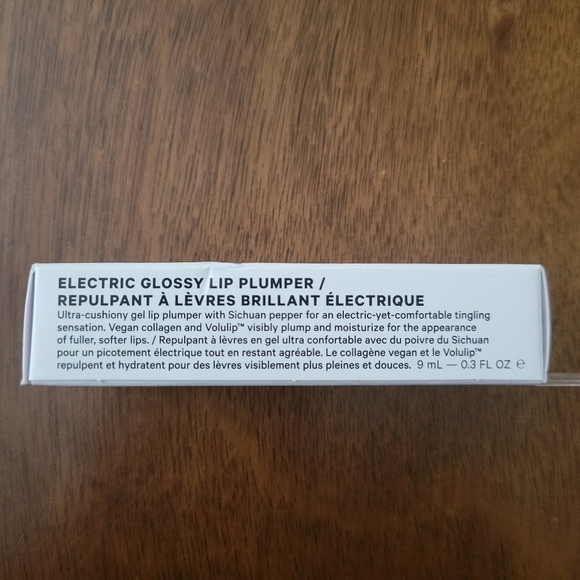 ELECTRIC GLOSSY LIP PLUMPER /
REPULPANT À LÈVRES BRILLANT ÉLECTRIQUE
Ultra-cushiony gel lip plumper with Sichuan pepper for an electric-yet-comfortable tingling
sensation. Vegan collagen and Volulip™ visibly plump and moisturize for the appearance
of fuller, softer lips. / Repulpant à lèvres en gel ultra confortable avec du poivre du Sichuan
pour un picotement électrique tout en restant agréable. Le collagène vegan et le Volulip™
repulpent et hydratent pour des lèvres visiblement plus pleines et douces. 9 mL — 0.3 FL OZ ℮